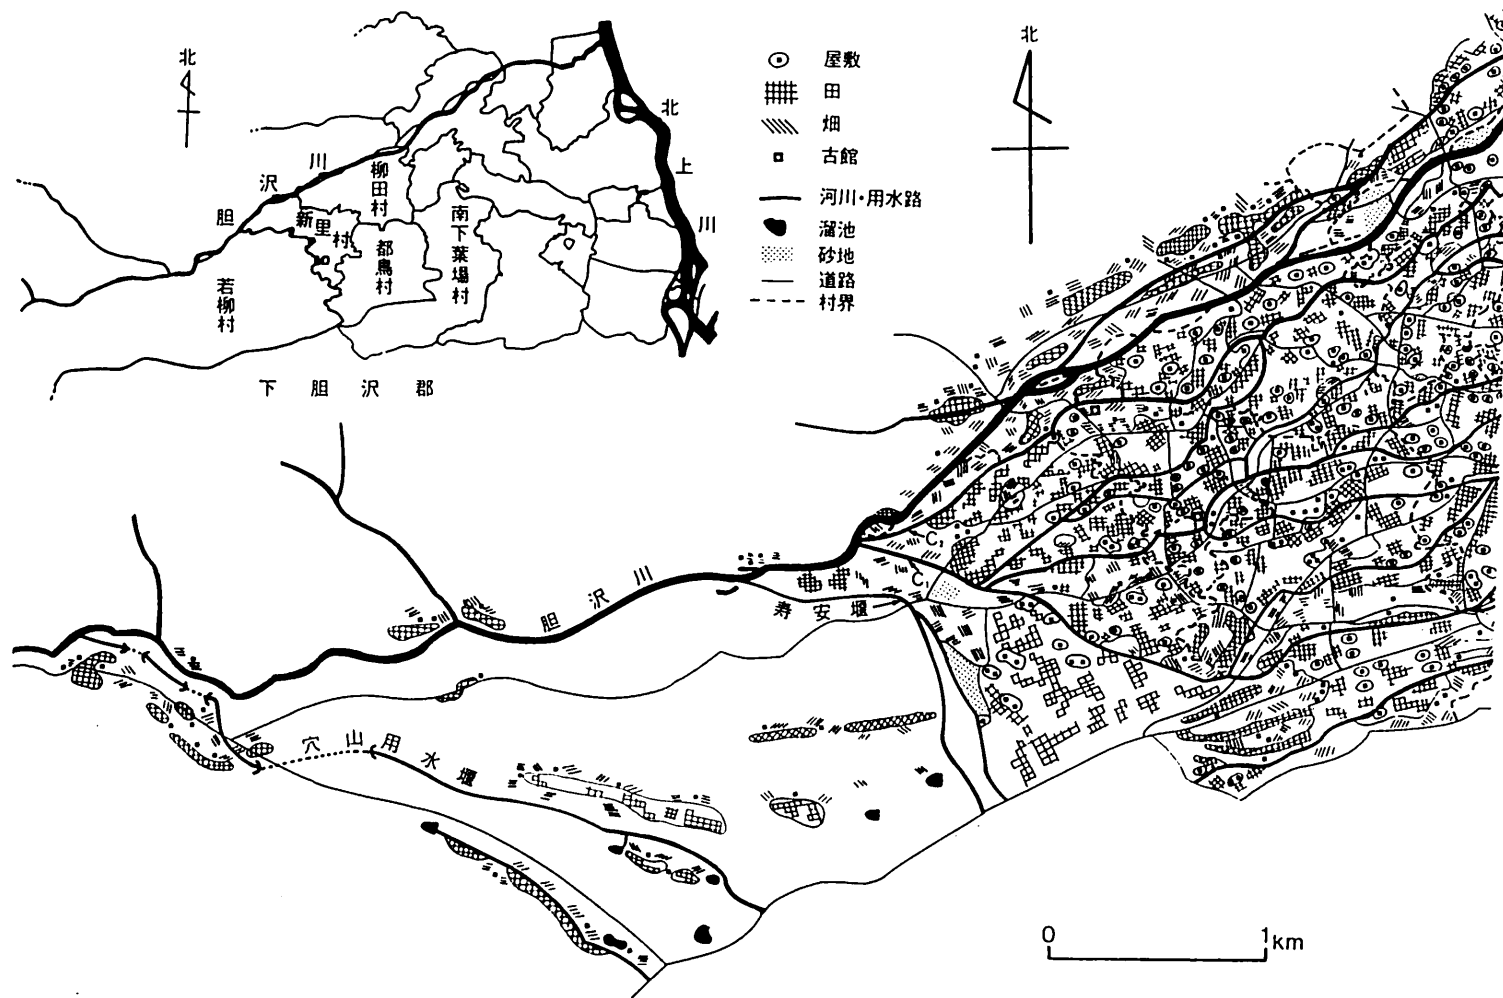 北
北上川
胆沢川
柳田村
新里村
都鳥村
南下葉場村
若柳村
下胆沢郡
屋敷
田
畑
古館
河川・用水路
溜池
砂地
道路
村界
北
胆沢川
寿安堰
C₂
C₁
穴山用水堰
0 1km